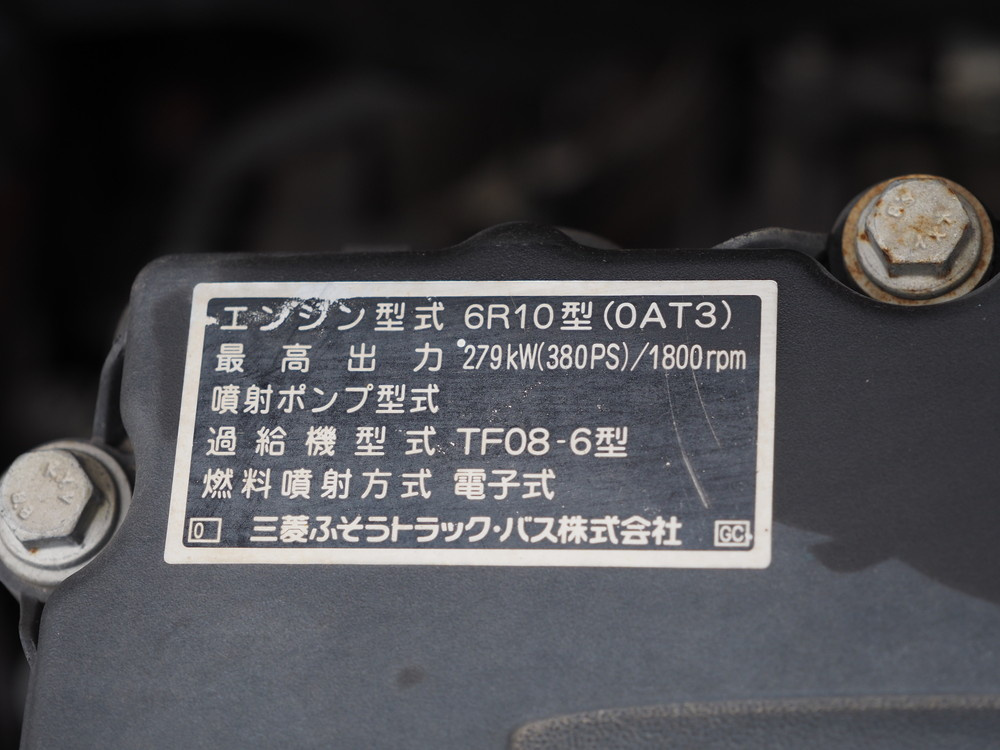 エンジン型式 6R10型(0AT3)
最高出力 279kW(380PS)/1800rpm
噴射ポンプ型式
過給機型式 TF08-6型
燃料噴射方式 電子式
0 三菱ふそうトラック・バス株式会社 GC